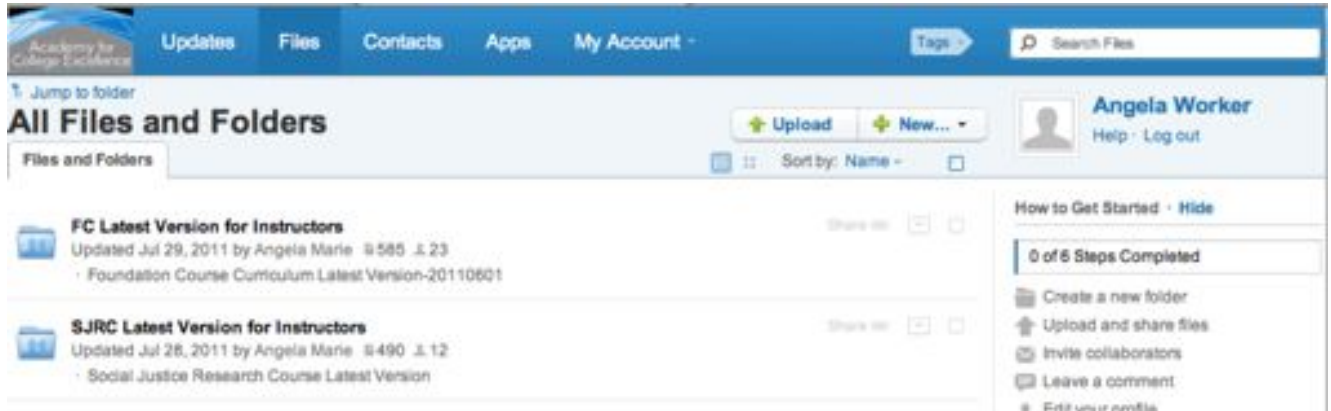 Academy for
College Excellence
Updates Files Contacts Apps My Account
Tags
Search Files
Jump to folder
All Files and Folders
Upload New...
Angela Worker
Help · Log out
Files and Folders
Sort by: Name
FC Latest Version for Instructors
Updated Jul 29, 2011 by Angela Marie 585 23
· Foundation Course Curriculum Latest Version-20110601
SJRC Latest Version for Instructors
Updated Jul 28, 2011 by Angela Marie 490 12
· Social Justice Research Course Latest Version
How to Get Started · Hide
0 of 6 Steps Completed
Create a new folder
Upload and share files
Invite collaborators
Leave a comment
Edit your profile